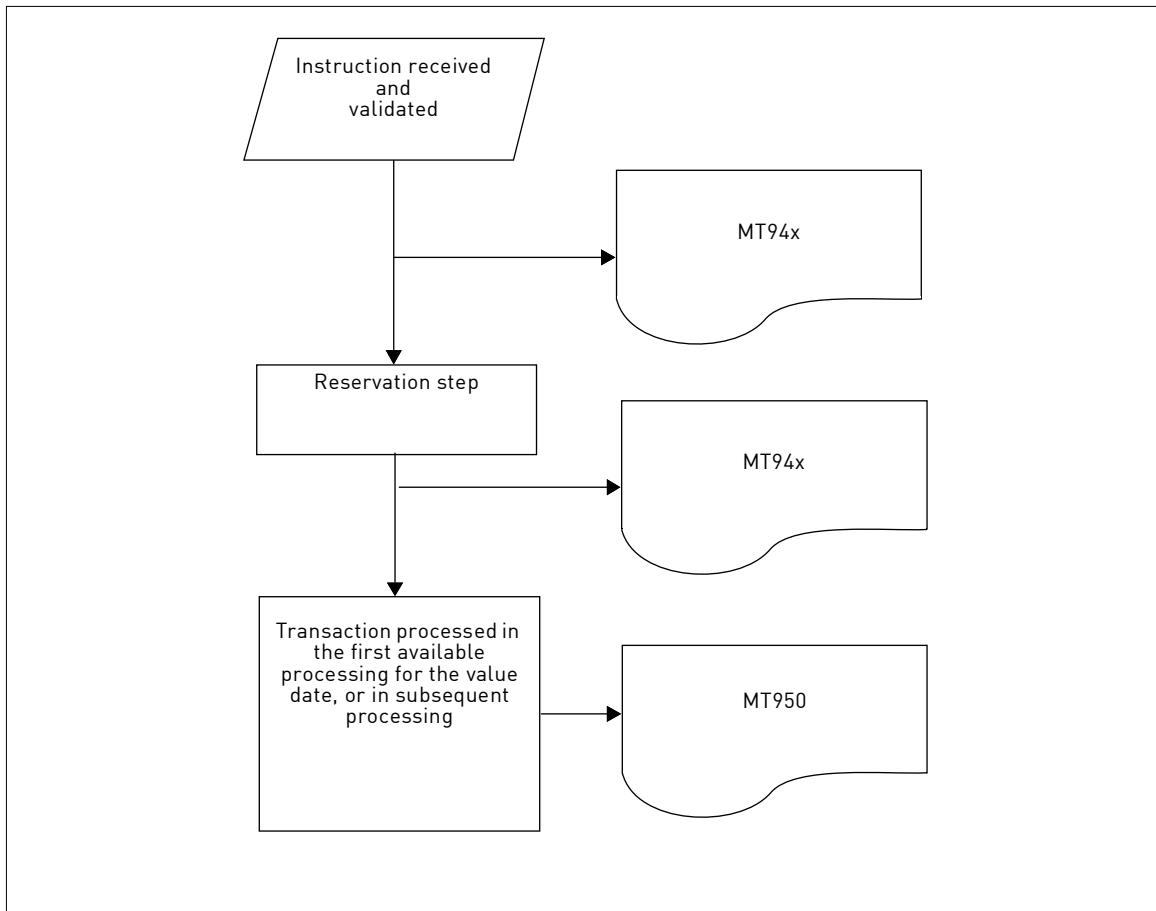 Instruction received
and
validated
MT94x
Reservation step
MT94x
Transaction processed in
the first available
processing for the value
date, or in subsequent
processing
MT950